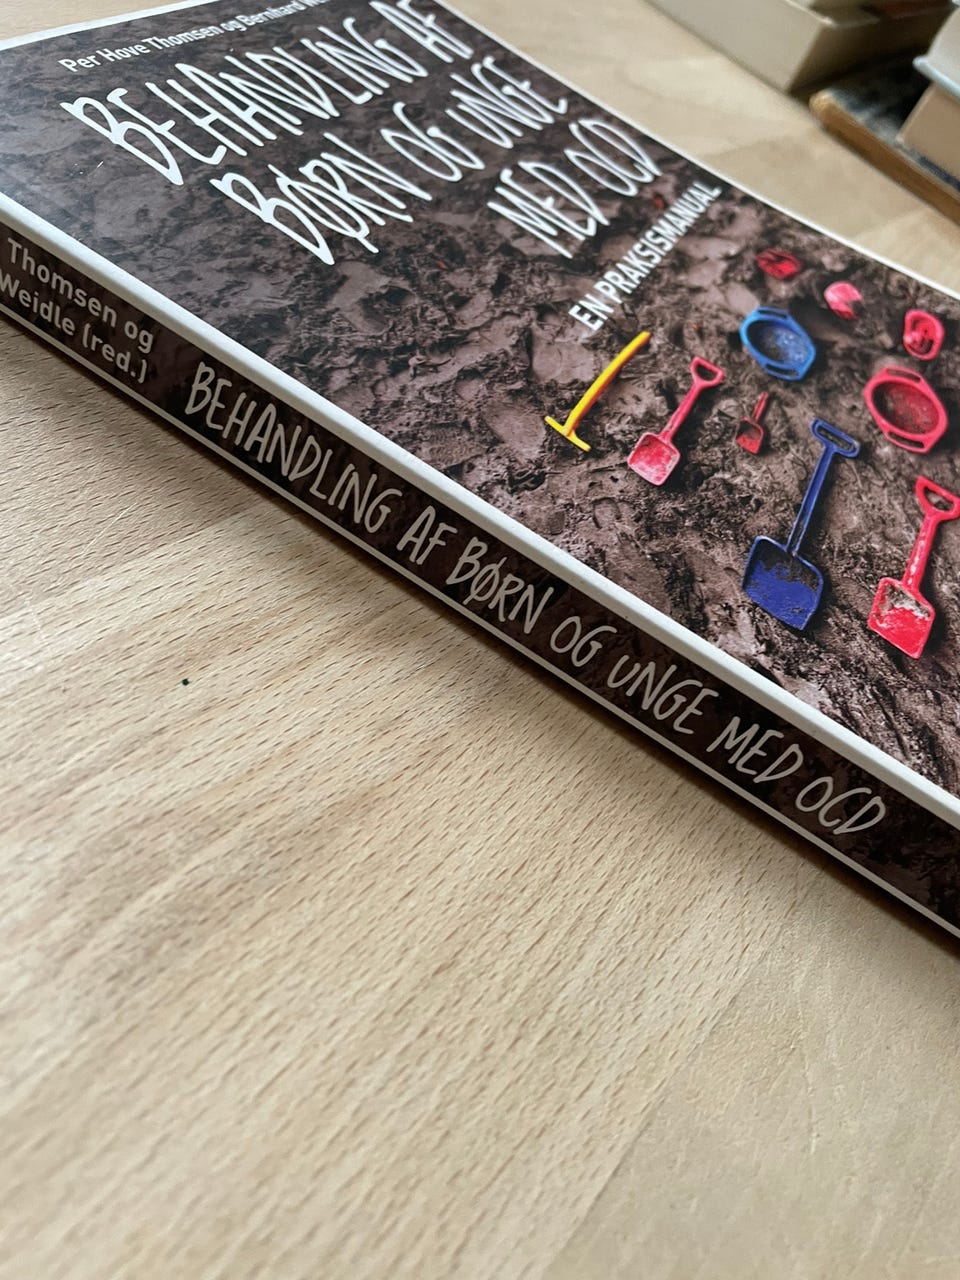 Per Hove Thomsen og Bernhard
BEHANDLING AF
BØRN OG UNGE
MED OCD
EN PRAKSISMANUAL
Thomsen og
Weidle (red.)
BEHANDLING AF BØRN OG UNGE MED OCD